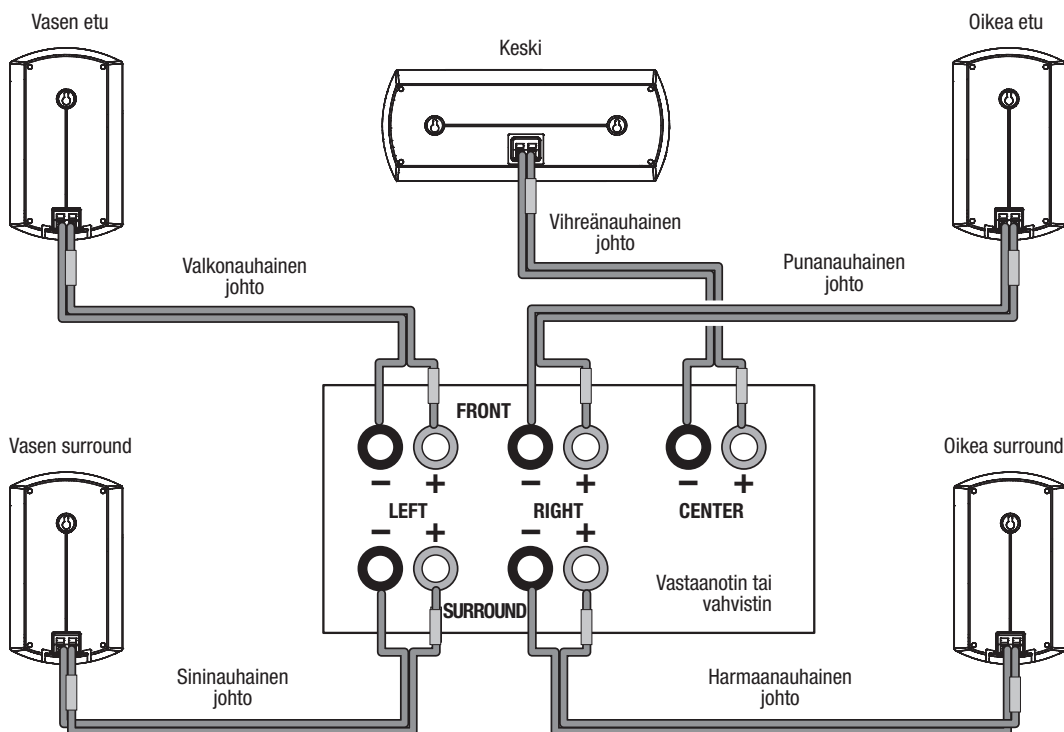 Vasen etu
Keski
Oikea etu
Vihreänauhainen
johto
Valkonauhainen
johto
Punanauhainen
johto
FRONT
− + − + − +
LEFT RIGHT CENTER
− + − +
SURROUND
Vastaanotin tai
vahvistin
Vasen surround
Oikea surround
Sininauhainen
johto
Harmaanauhainen
johto